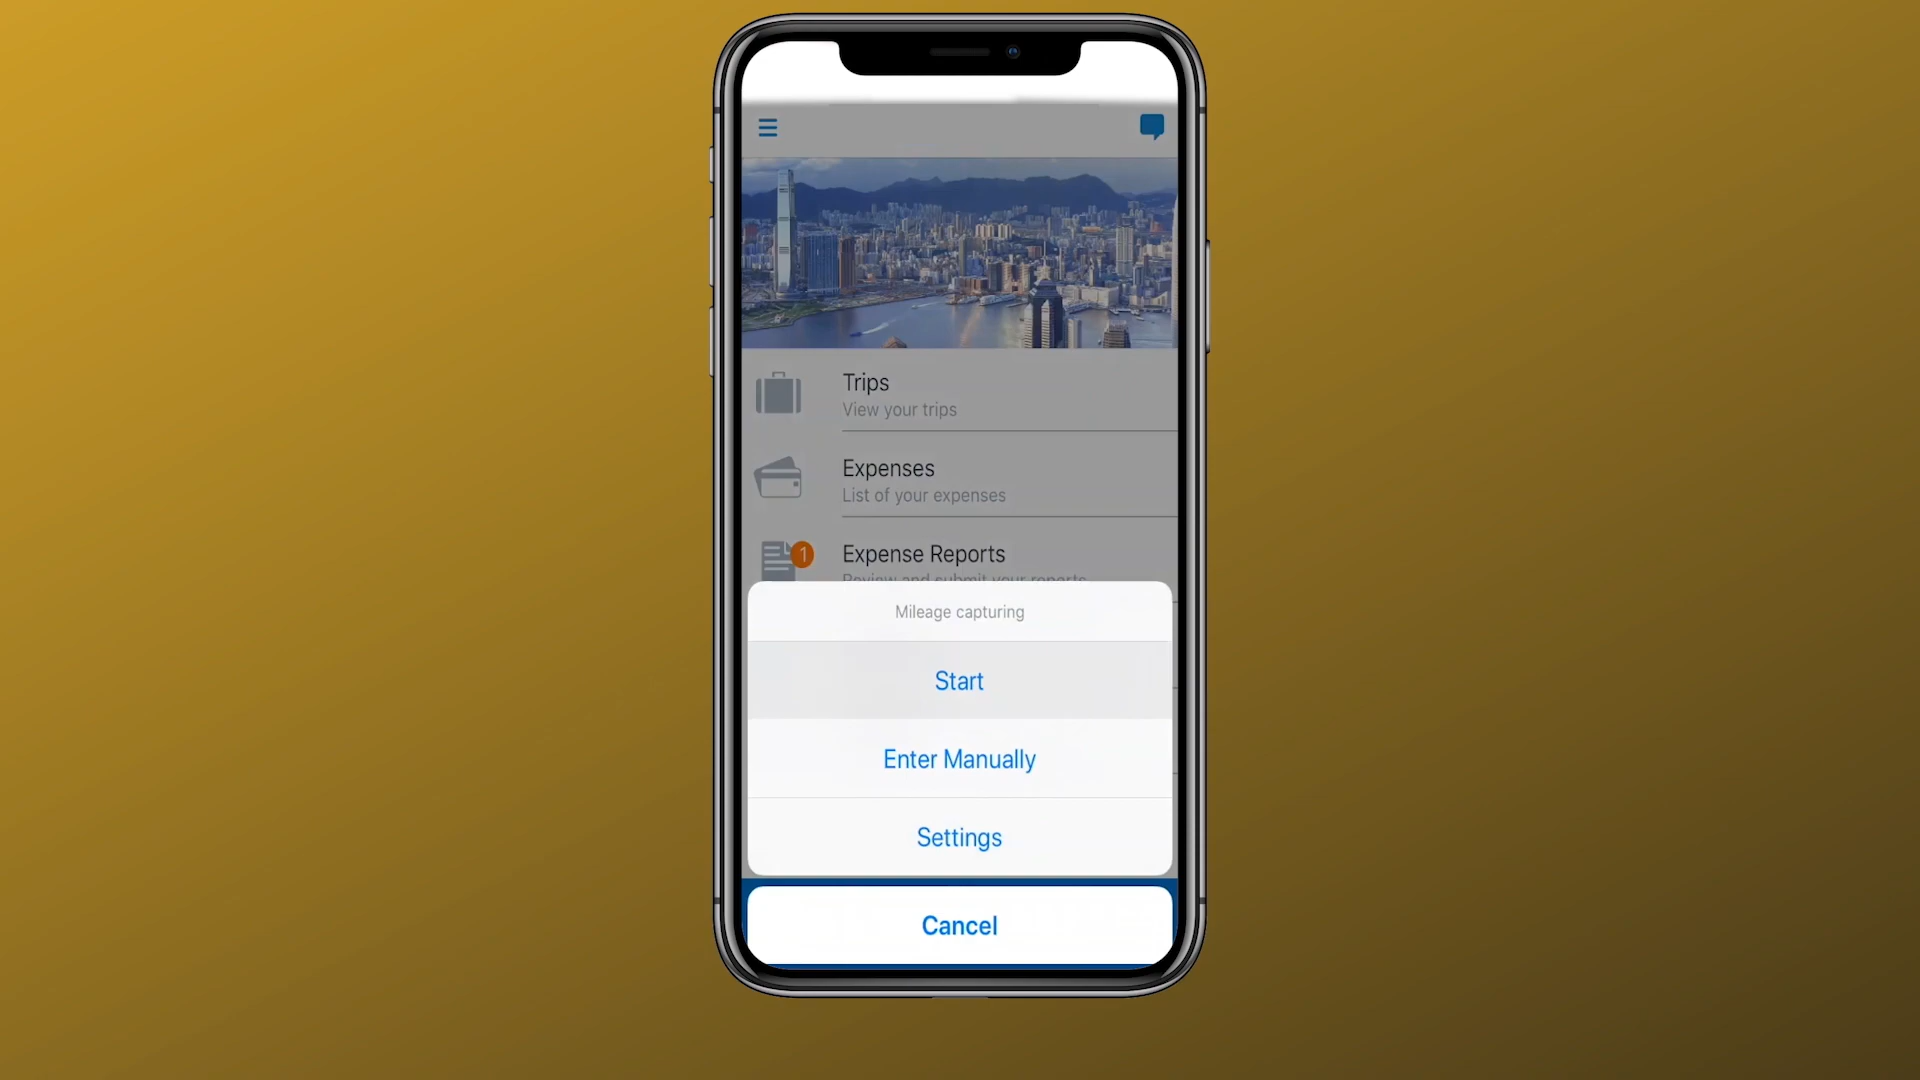 Trips
View your trips
Expenses
List of your expenses
1
Expense Reports
Review and submit your reports
Mileage capturing
Start
Enter Manually
Settings
Cancel